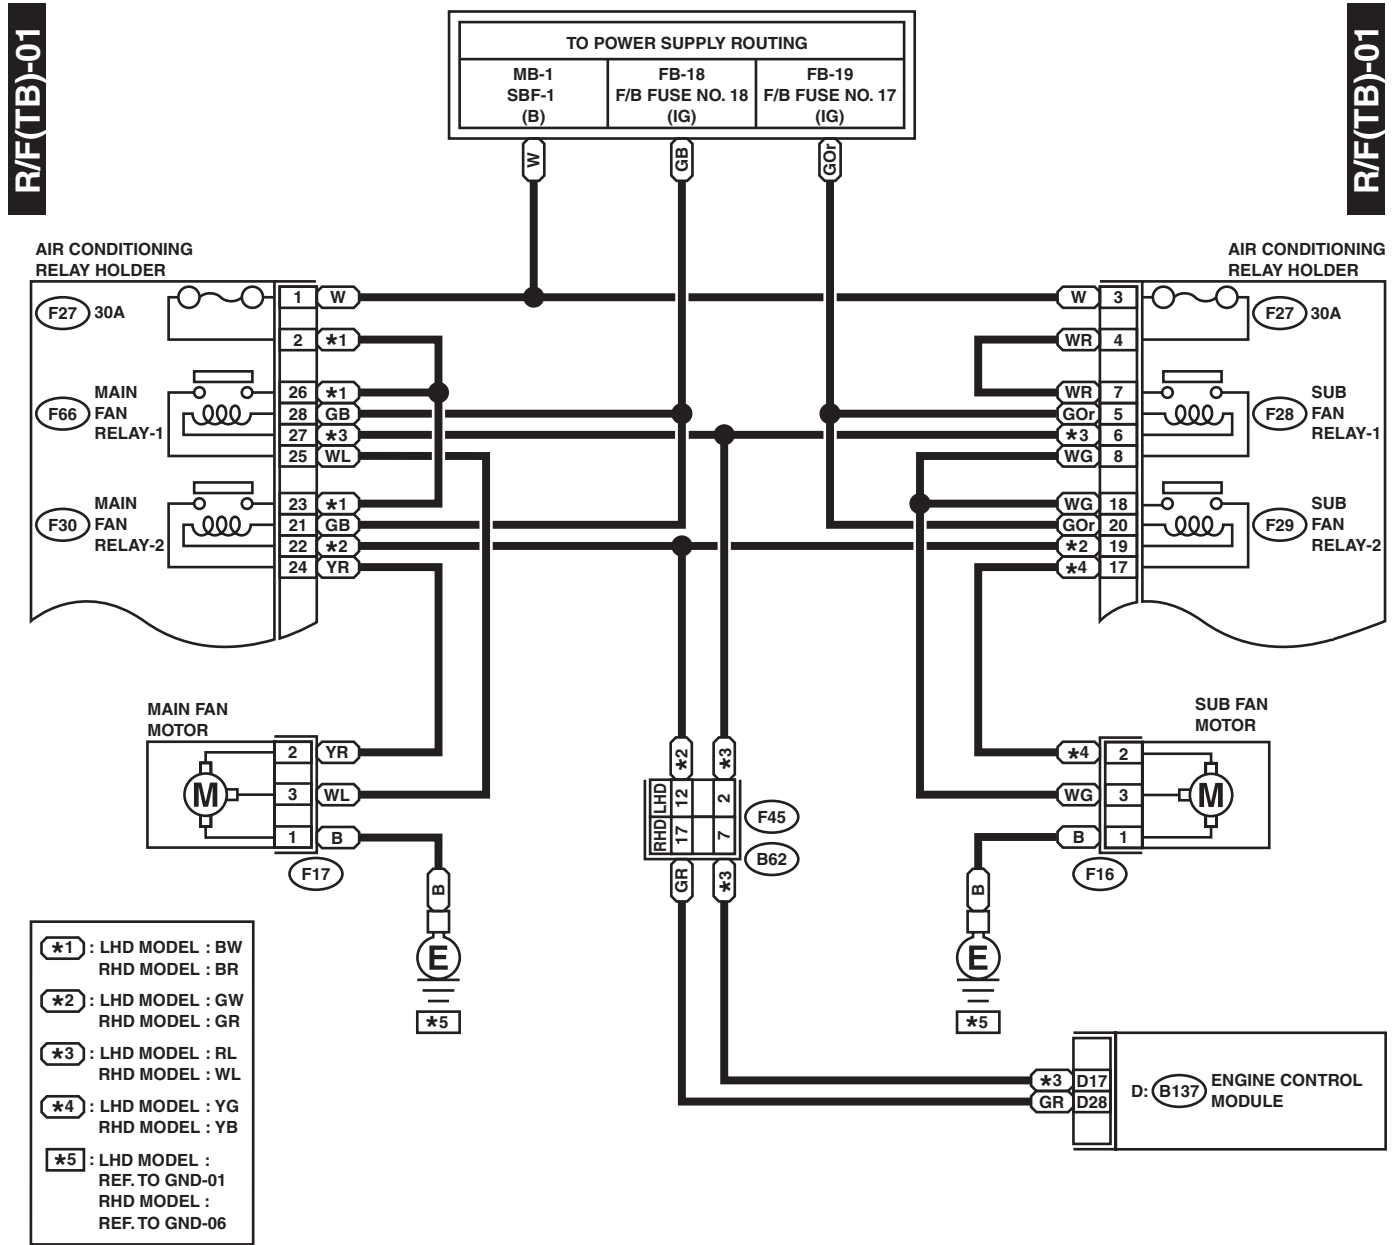 R/F(TB)-01
R/F(TB)-01
TO POWER SUPPLY ROUTING
MB-1
SBF-1
(B)
FB-18
F/B FUSE NO. 18
(IG)
FB-19
F/B FUSE NO. 17
(IG)
W
GB
GOr
AIR CONDITIONING
RELAY HOLDER
F27 30A
1 W
2 *1
F66
MAIN
FAN
RELAY-1
26 *1
28 GB
27 *3
25 WL
F30
MAIN
FAN
RELAY-2
23 *1
21 GB
22 *2
24 YR
AIR CONDITIONING
RELAY HOLDER
W 3
F27 30A
WR 4
WR 7
GOr 5
*3 6
WG 8
F28
SUB
FAN
RELAY-1
WG 18
GOr 20
*2 19
*4 17
F29
SUB
FAN
RELAY-2
MAIN FAN
MOTOR
M
2 YR
3 WL
1 B
F17
B
E
*5
*2
*3
LHD 12 2
RHD 17 7
F45
B62
GR
*3
SUB FAN
MOTOR
*4 2
WG 3
B 1
M
F16
B
E
*5
*3 D17
GR D28
D: B137 ENGINE CONTROL
MODULE
*1 : LHD MODEL : BW
RHD MODEL : BR
*2 : LHD MODEL : GW
RHD MODEL : GR
*3 : LHD MODEL : RL
RHD MODEL : WL
*4 : LHD MODEL : YG
RHD MODEL : YB
*5 : LHD MODEL :
REF. TO GND-01
RHD MODEL :
REF. TO GND-06